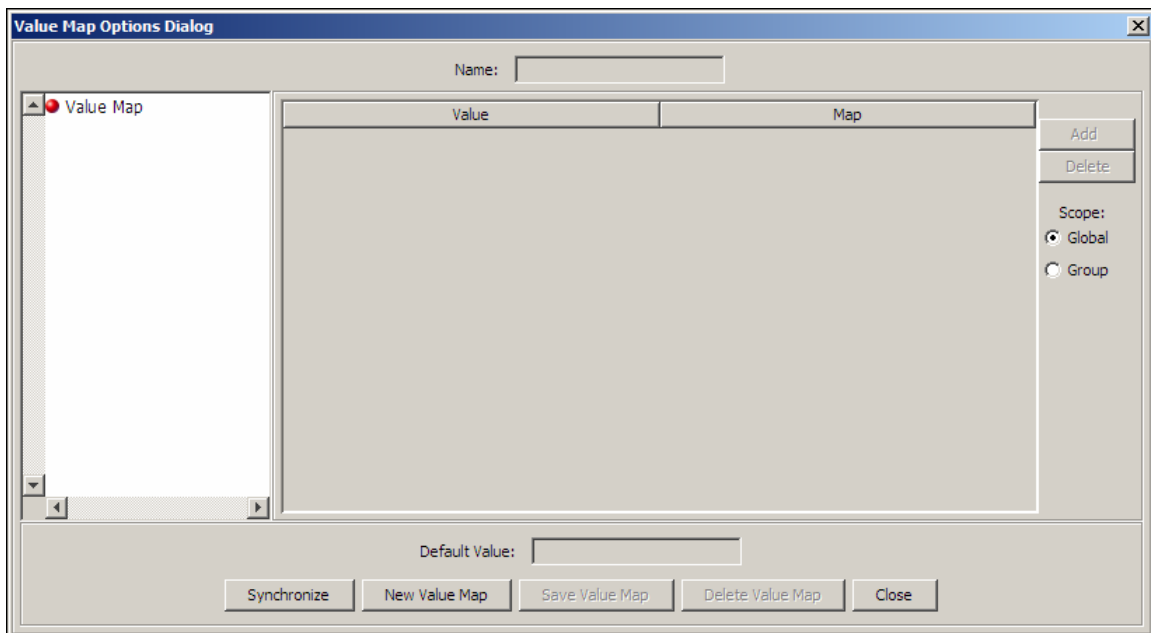 Value Map Options Dialog
Name:
Value Map
Value Map
Add
Delete
Scope:
Global
Group
Default Value:
Synchronize New Value Map Save Value Map Delete Value Map Close